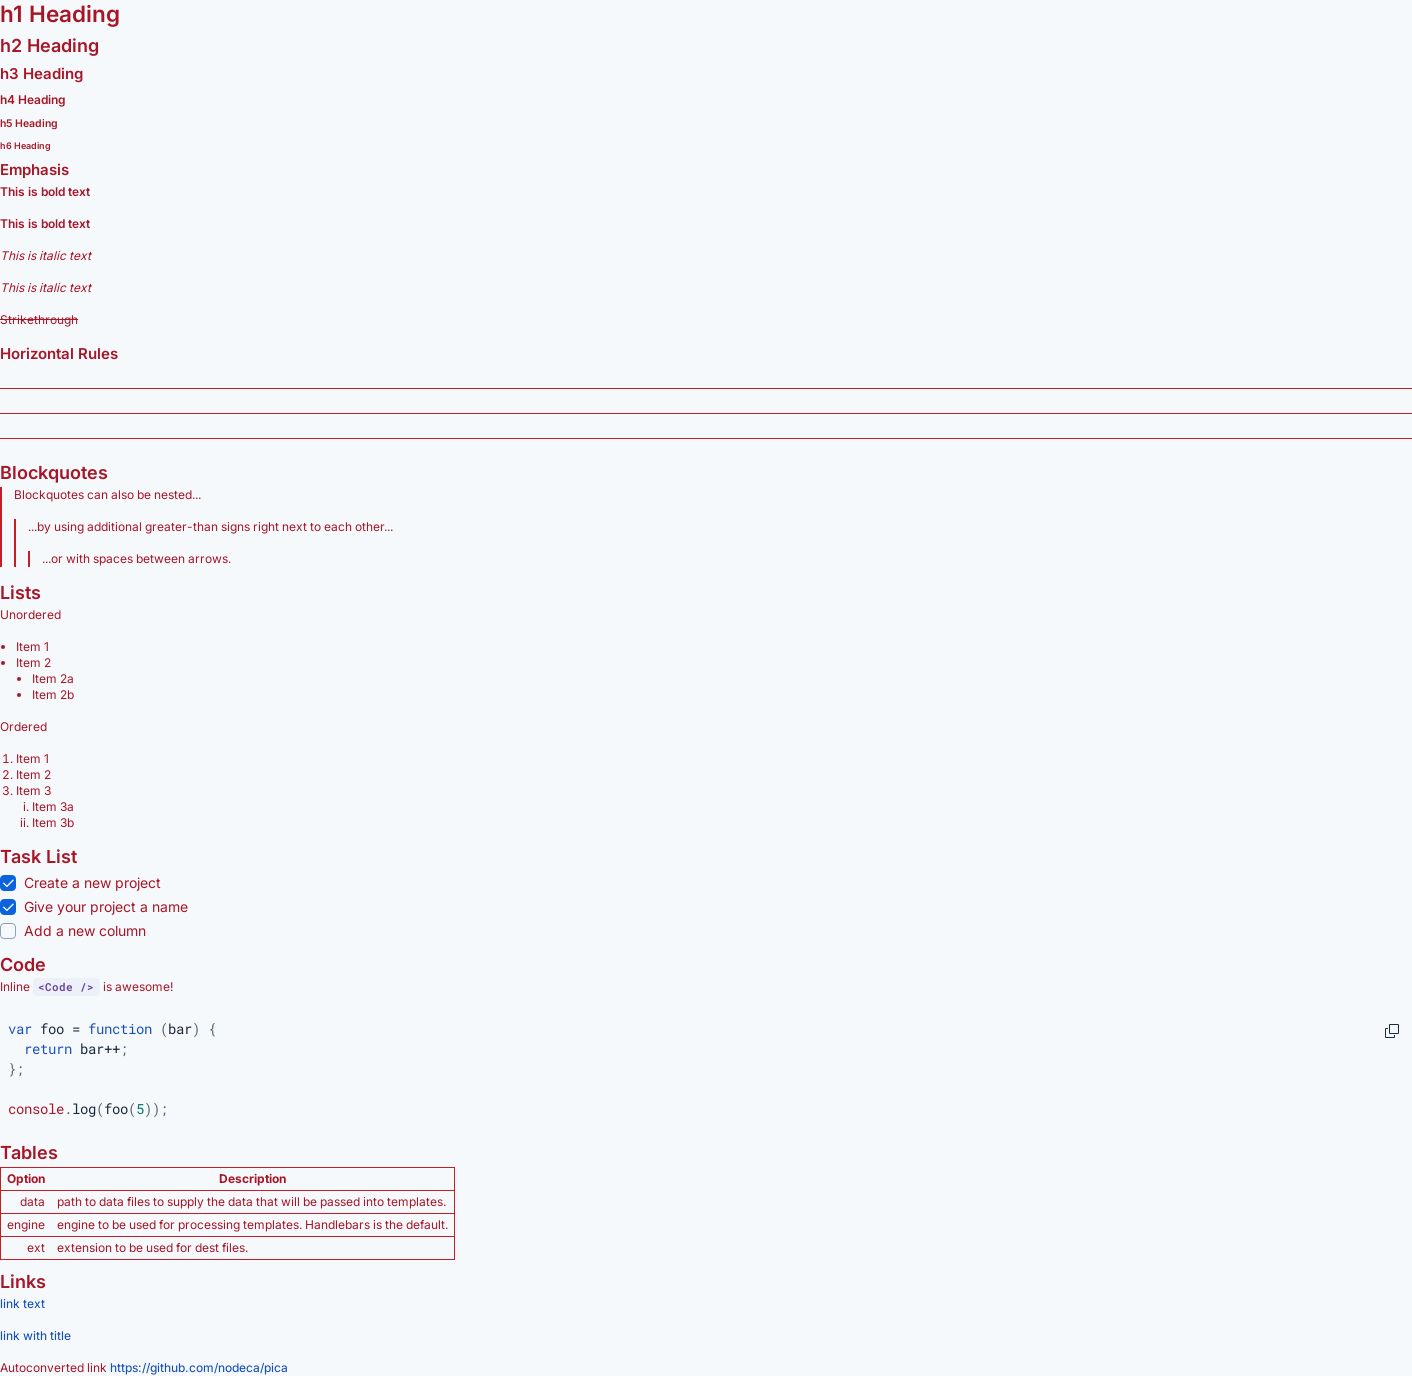 h1 Heading
h2 Heading
h3 Heading
h4 Heading
h5 Heading
h6 Heading
Emphasis
This is bold text
This is bold text
This is italic text
This is italic text
Strikethrough
Horizontal Rules
Blockquotes
Blockquotes can also be nested...
...by using additional greater-than signs right next to each other...
...or with spaces between arrows.
Lists
Unordered
• Item 1
• Item 2
• Item 2a
• Item 2b
Ordered
1. Item 1
2. Item 2
3. Item 3
i. Item 3a
ii. Item 3b
Task List
Create a new project
Give your project a name
Add a new column
Code
Inline <Code /> is awesome!
var foo = function (bar) {
  return bar++;
};
console.log(foo(5));
Tables
Option Description
data path to data files to supply the data that will be passed into templates.
engine engine to be used for processing templates. Handlebars is the default.
ext extension to be used for dest files.
Links
link text
link with title
Autoconverted link https://github.com/nodeca/pica